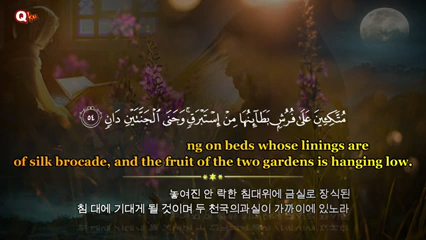 Q
مُتَّكِـِٔينَ عَلَىٰ فُرُشٍۭ بَطَآئِنُهَا مِنْ إِسْتَبْرَقٍۚ وَجَنَى ٱلْجَنَّتَيْنِ دَانٍ ٥٤
ng on beds whose linings are
of silk brocade, and the fruit of the two gardens is hanging low.
놓여진 안 락한 침대위에 금실로 장식된
침 대에 기대게 될 것이며 두 천국의과실이 가까이에 있노라